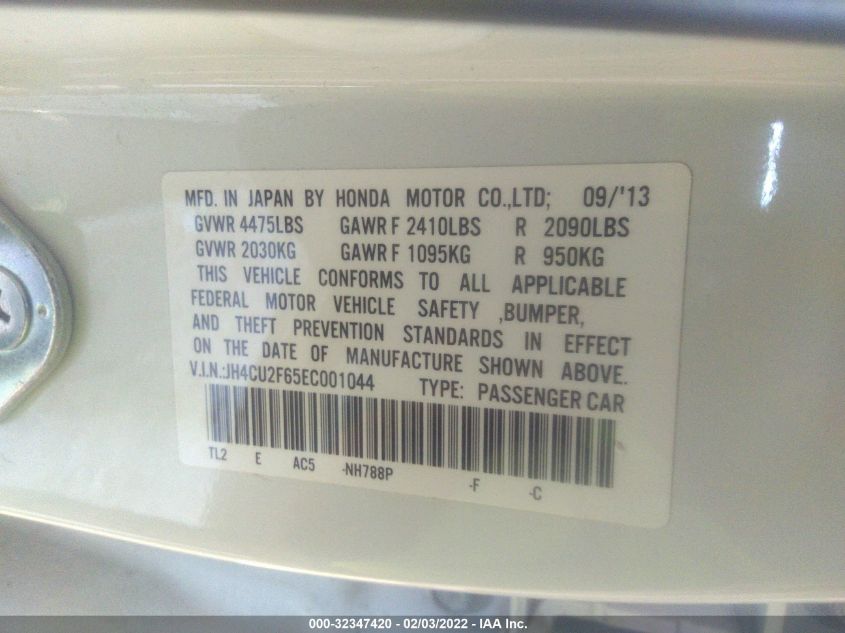 MFD. IN JAPAN BY HONDA MOTOR CO.,LTD; 09/'13
GVWR 4475LBS GAWR F 2410LBS R 2090LBS
GVWR 2030KG GAWR F 1095KG R 950KG
THIS VEHICLE CONFORMS TO ALL APPLICABLE
FEDERAL MOTOR VEHICLE SAFETY ,BUMPER,
AND THEFT PREVENTION STANDARDS IN EFFECT
ON THE DATE OF MANUFACTURE SHOWN ABOVE.
V.I.N.:JH4CU2F65EC001044 TYPE: PASSENGER CAR
TL2 E AC5 -NH788P -F -C
000-32347420 - 02/03/2022 - IAA Inc.